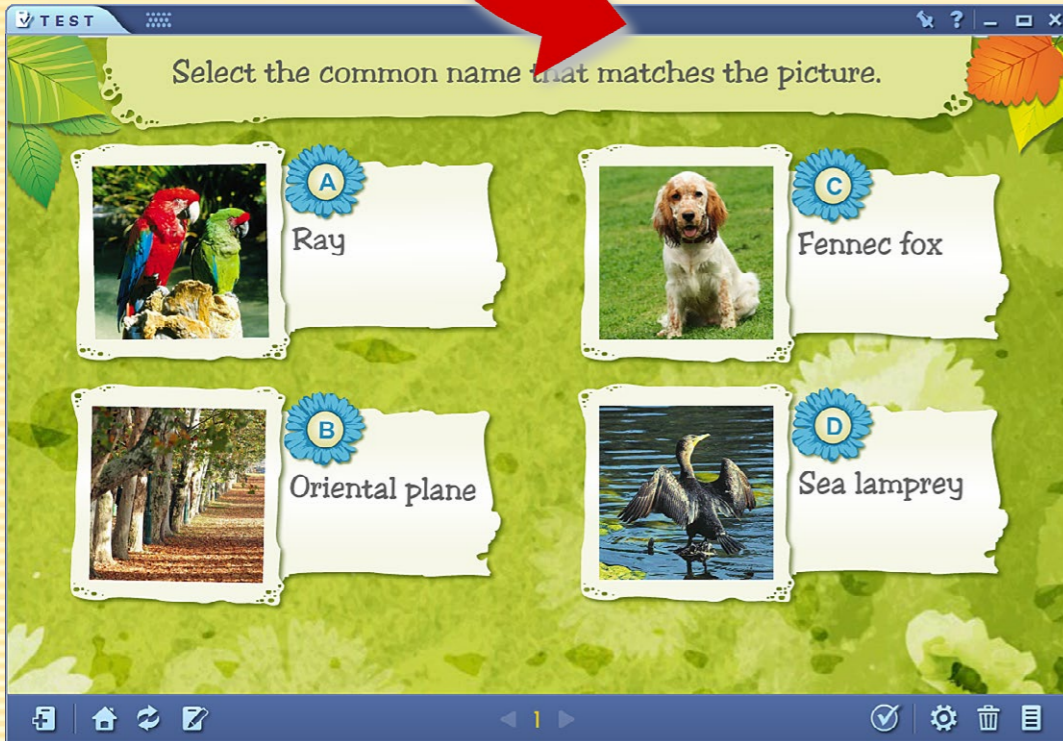 TEST
?
Select the common name that matches the picture.
A
Ray
C
Fennec fox
B
Oriental plane
D
Sea lamprey
1